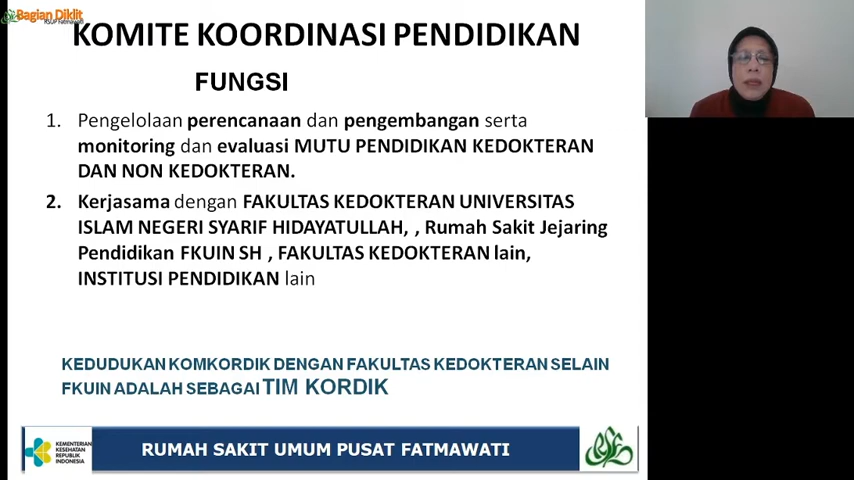 Bagian Diklit
RSUP Fatmawati
KOMITE KOORDINASI PENDIDIKAN
FUNGSI
1. Pengelolaan perencanaan dan pengembangan serta
monitoring dan evaluasi MUTU PENDIDIKAN KEDOKTERAN
DAN NON KEDOKTERAN.
2. Kerjasama dengan FAKULTAS KEDOKTERAN UNIVERSITAS
ISLAM NEGERI SYARIF HIDAYATULLAH, , Rumah Sakit Jejaring
Pendidikan FKUIN SH , FAKULTAS KEDOKTERAN lain,
INSTITUSI PENDIDIKAN lain
KEDUDUKAN KOMKORDIK DENGAN FAKULTAS KEDOKTERAN SELAIN
FKUIN ADALAH SEBAGAI TIM KORDIK
KEMENTERIAN
KESEHATAN
REPUBLIK
INDONESIA
RUMAH SAKIT UMUM PUSAT FATMAWATI